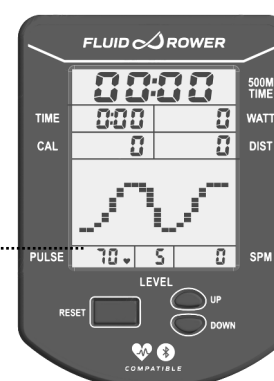 FLUID ROWER
00:00 500M TIME
TIME 0:00 0 WATT
CAL 0 0 DIST
PULSE 70 5 0 SPM
LEVEL
RESET UP
DOWN
COMPATIBLE